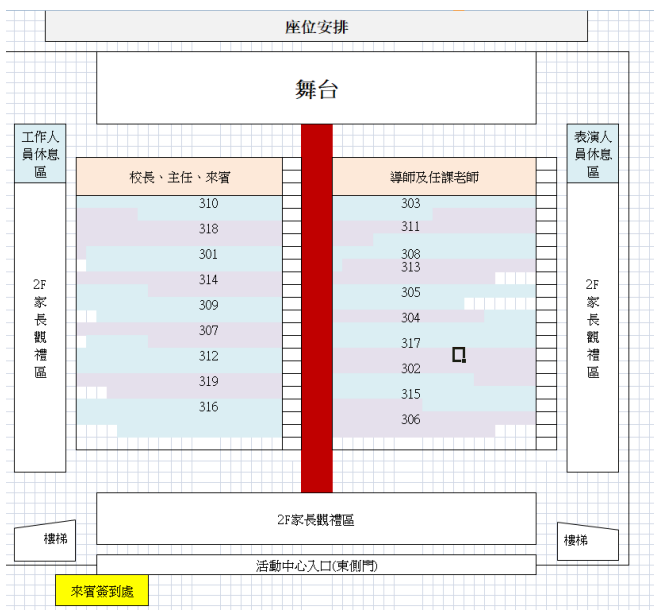 座位安排
舞台
工作人
員休息
區
表演人
員休息
區
校長、主任、來賓
導師及任課老師
310
318
301
314
309
307
312
319
316
303
311
308
313
305
304
317
302
315
306
2F
家
長
觀
禮
區
2F
家
長
觀
禮
區
2F家長觀禮區
樓梯
樓梯
活動中心入口(東側門)
來賓簽到處